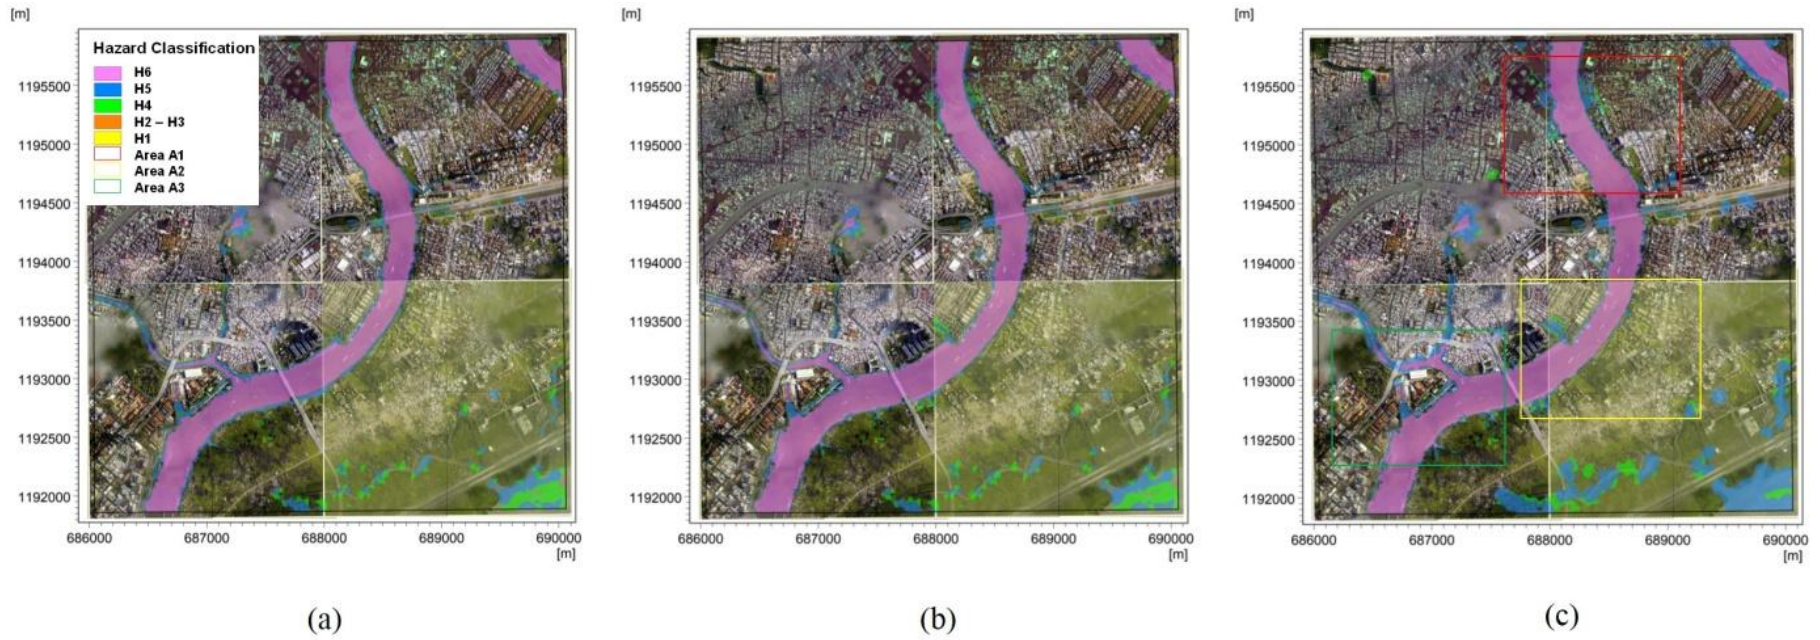 [m]
[m]
[m]
Hazard Classification
H6
H5
H4
H2 – H3
H1
Area A1
Area A2
Area A3
1195500
1195000
1194500
1194000
1193500
1193000
1192500
1192000
686000 687000 688000 689000 690000
[m]
1195500
1195000
1194500
1194000
1193500
1193000
1192500
1192000
686000 687000 688000 689000 690000
[m]
1195500
1195000
1194500
1194000
1193500
1193000
1192500
1192000
686000 687000 688000 689000 690000
[m]
(a) (b) (c)